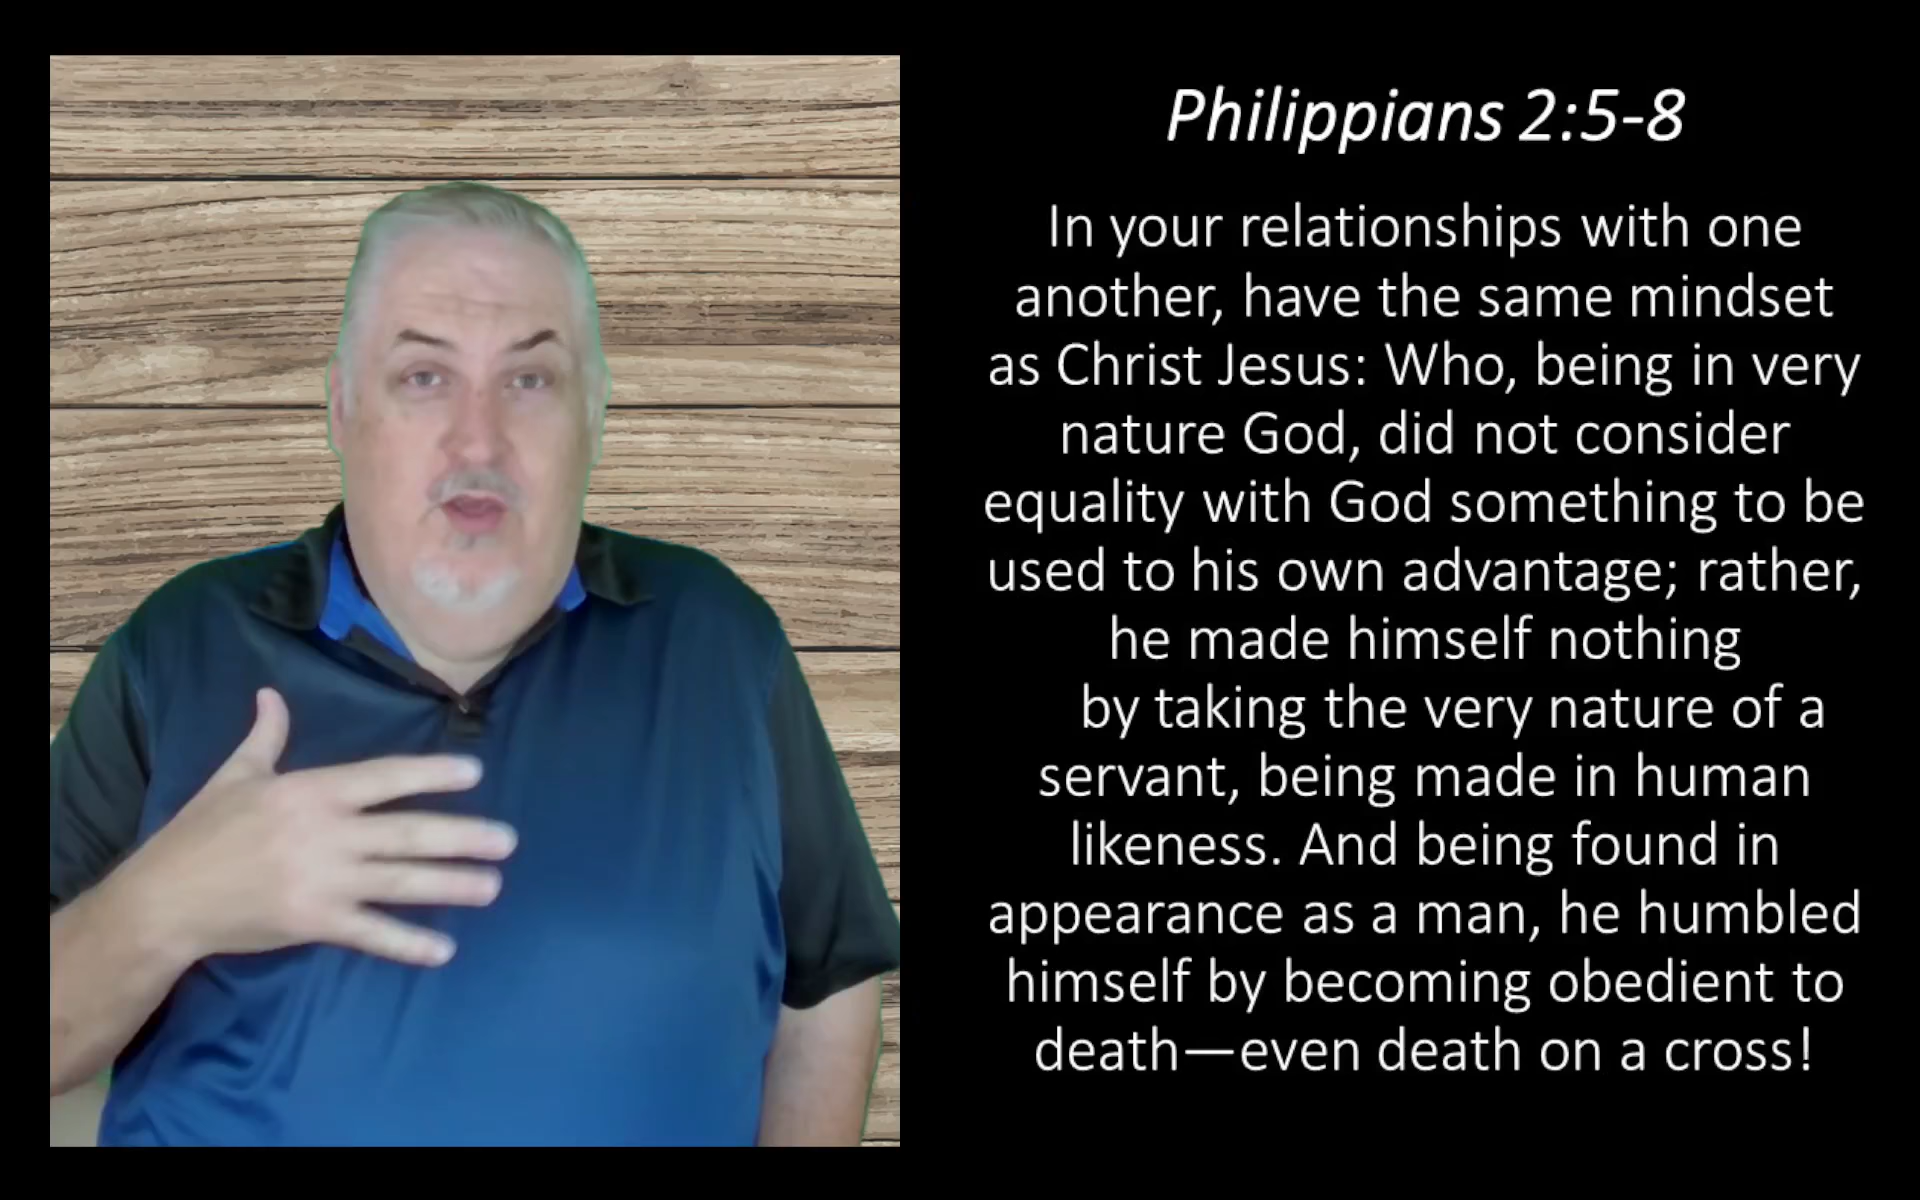 Philippians 2:5-8
In your relationships with one
another, have the same mindset
as Christ Jesus: Who, being in very
nature God, did not consider
equality with God something to be
used to his own advantage; rather,
he made himself nothing
by taking the very nature of a
servant, being made in human
likeness. And being found in
appearance as a man, he humbled
himself by becoming obedient to
death—even death on a cross!